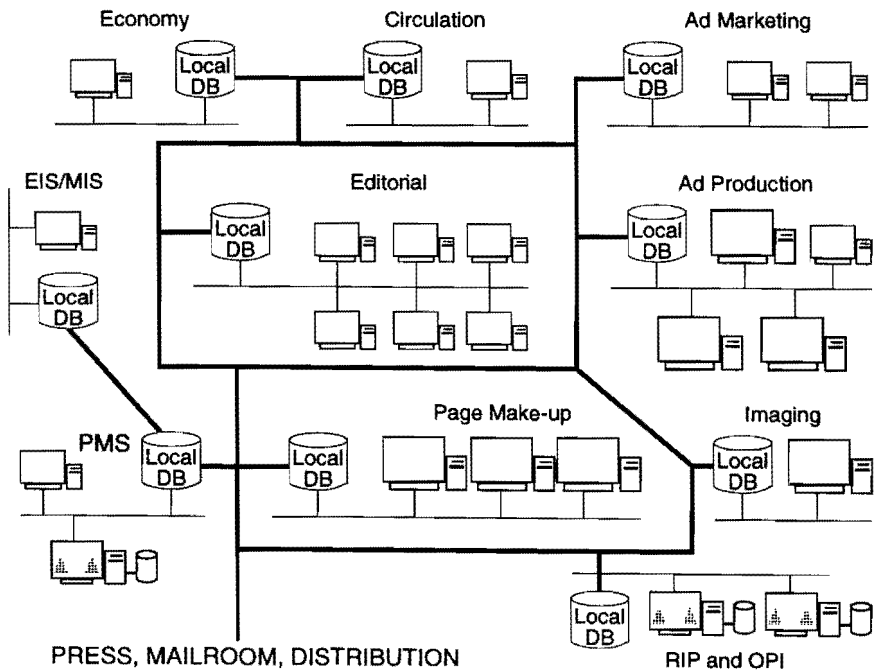 Economy
Circulation
Ad Marketing
Local
DB
Local
DB
Local
DB
EIS/MIS
Editorial
Ad Production
Local
DB
Local
DB
Local
DB
PMS
Page Make-up
Imaging
Local
DB
Local
DB
Local
DB
Local
DB
PRESS, MAILROOM, DISTRIBUTION
RIP and OPI